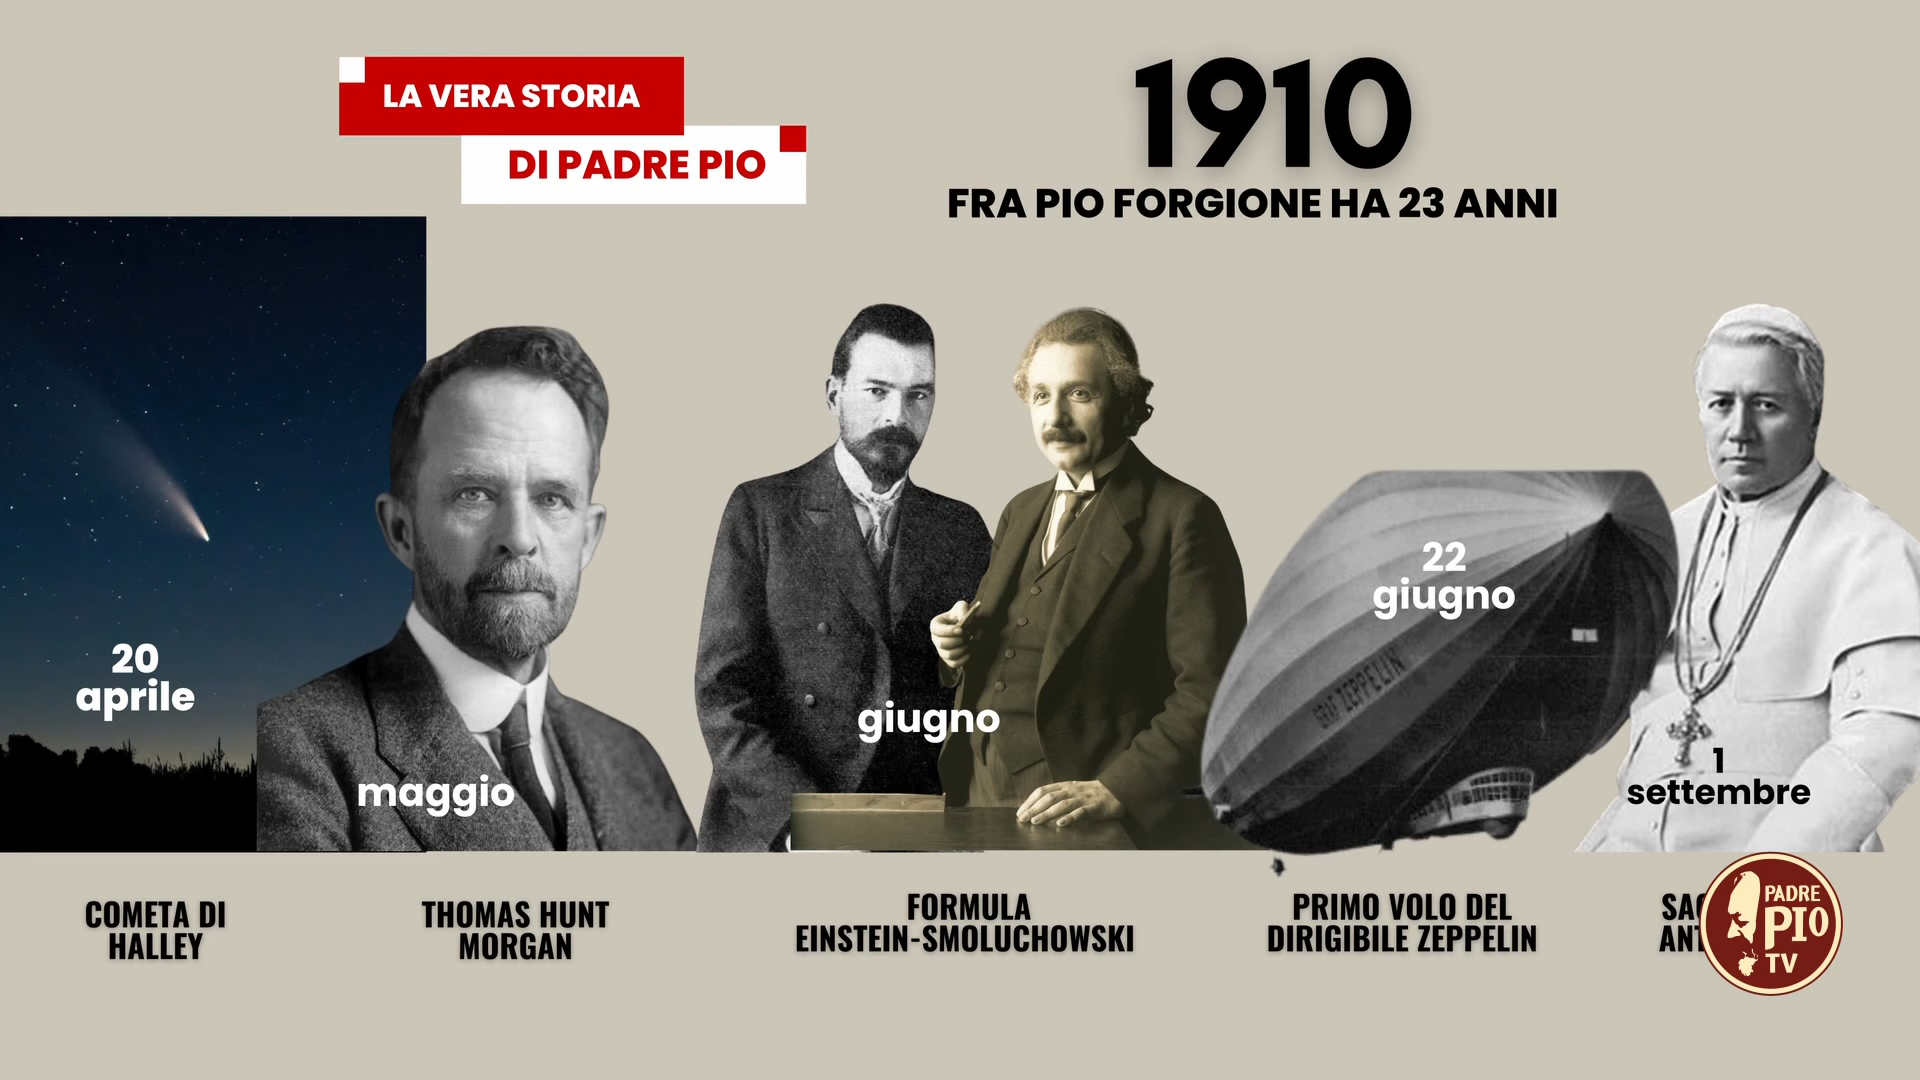 LA VERA STORIA
DI PADRE PIO
1910
FRA PIO FORGIONE HA 23 ANNI
20
aprile
maggio
giugno
22
giugno
GRAF ZEPPELIN
1
settembre
COMETA DI
HALLEY
THOMAS HUNT
MORGAN
FORMULA
EINSTEIN-SMOLUCHOWSKI
PRIMO VOLO DEL
DIRIGIBILE ZEPPELIN
PADRE
PIO
TV